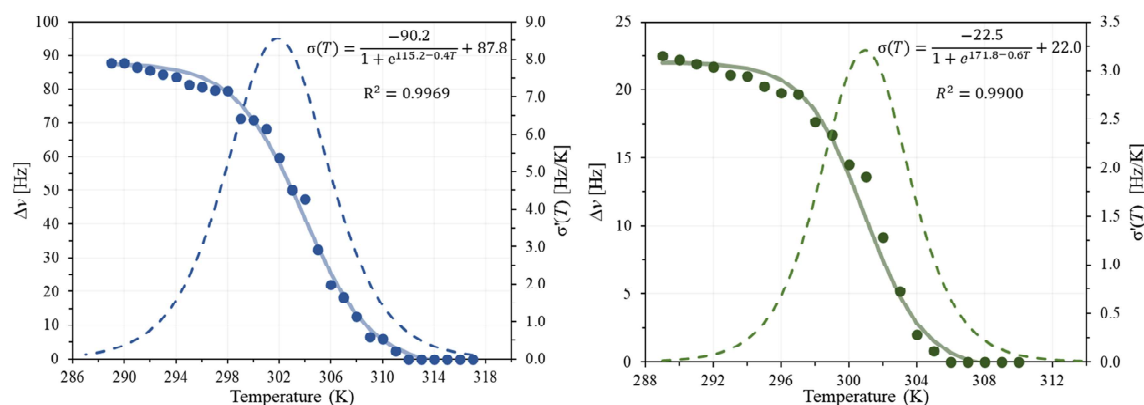 100
90
80
70
60
50
40
30
20
10
0
Δν [Hz]
9.0
8.0
7.0
6.0
5.0
4.0
3.0
2.0
1.0
0.0
σ'(T) [Hz/K]
σ(T) = −90.2 / 1 + e^115.2−0.4T + 87.8
R² = 0.9969
286 290 294 298 302 306 310 314 318
Temperature (K)
25
20
15
10
5
0
Δν [Hz]
3.5
3.0
2.5
2.0
1.5
1.0
0.5
0.0
σ'(T) [Hz/K]
σ(T) = −22.5 / 1 + e^171.8−0.6T + 22.0
R² = 0.9900
288 292 296 300 304 308 312
Temperature (K)